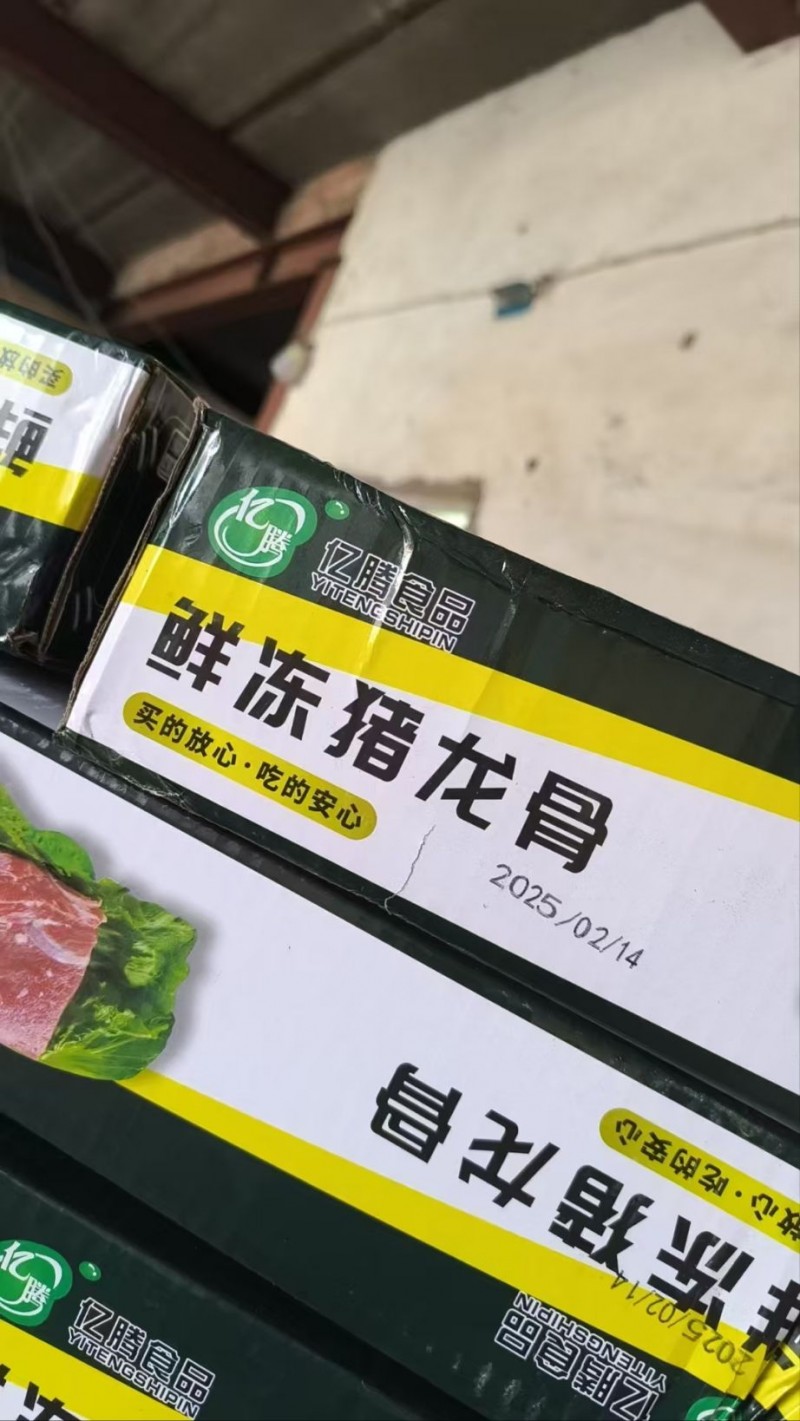 买的放
鲜
亿腾
亿腾食品
YITENGSHIPIN
鲜冻猪龙骨
买的放心·吃的安心
2025/02/14
鲜冻猪龙骨
放心·吃的安心
2025/02/14
亿腾食品
YITENGSHIPIN
亿腾
亿腾食品
YITENGSHIPIN